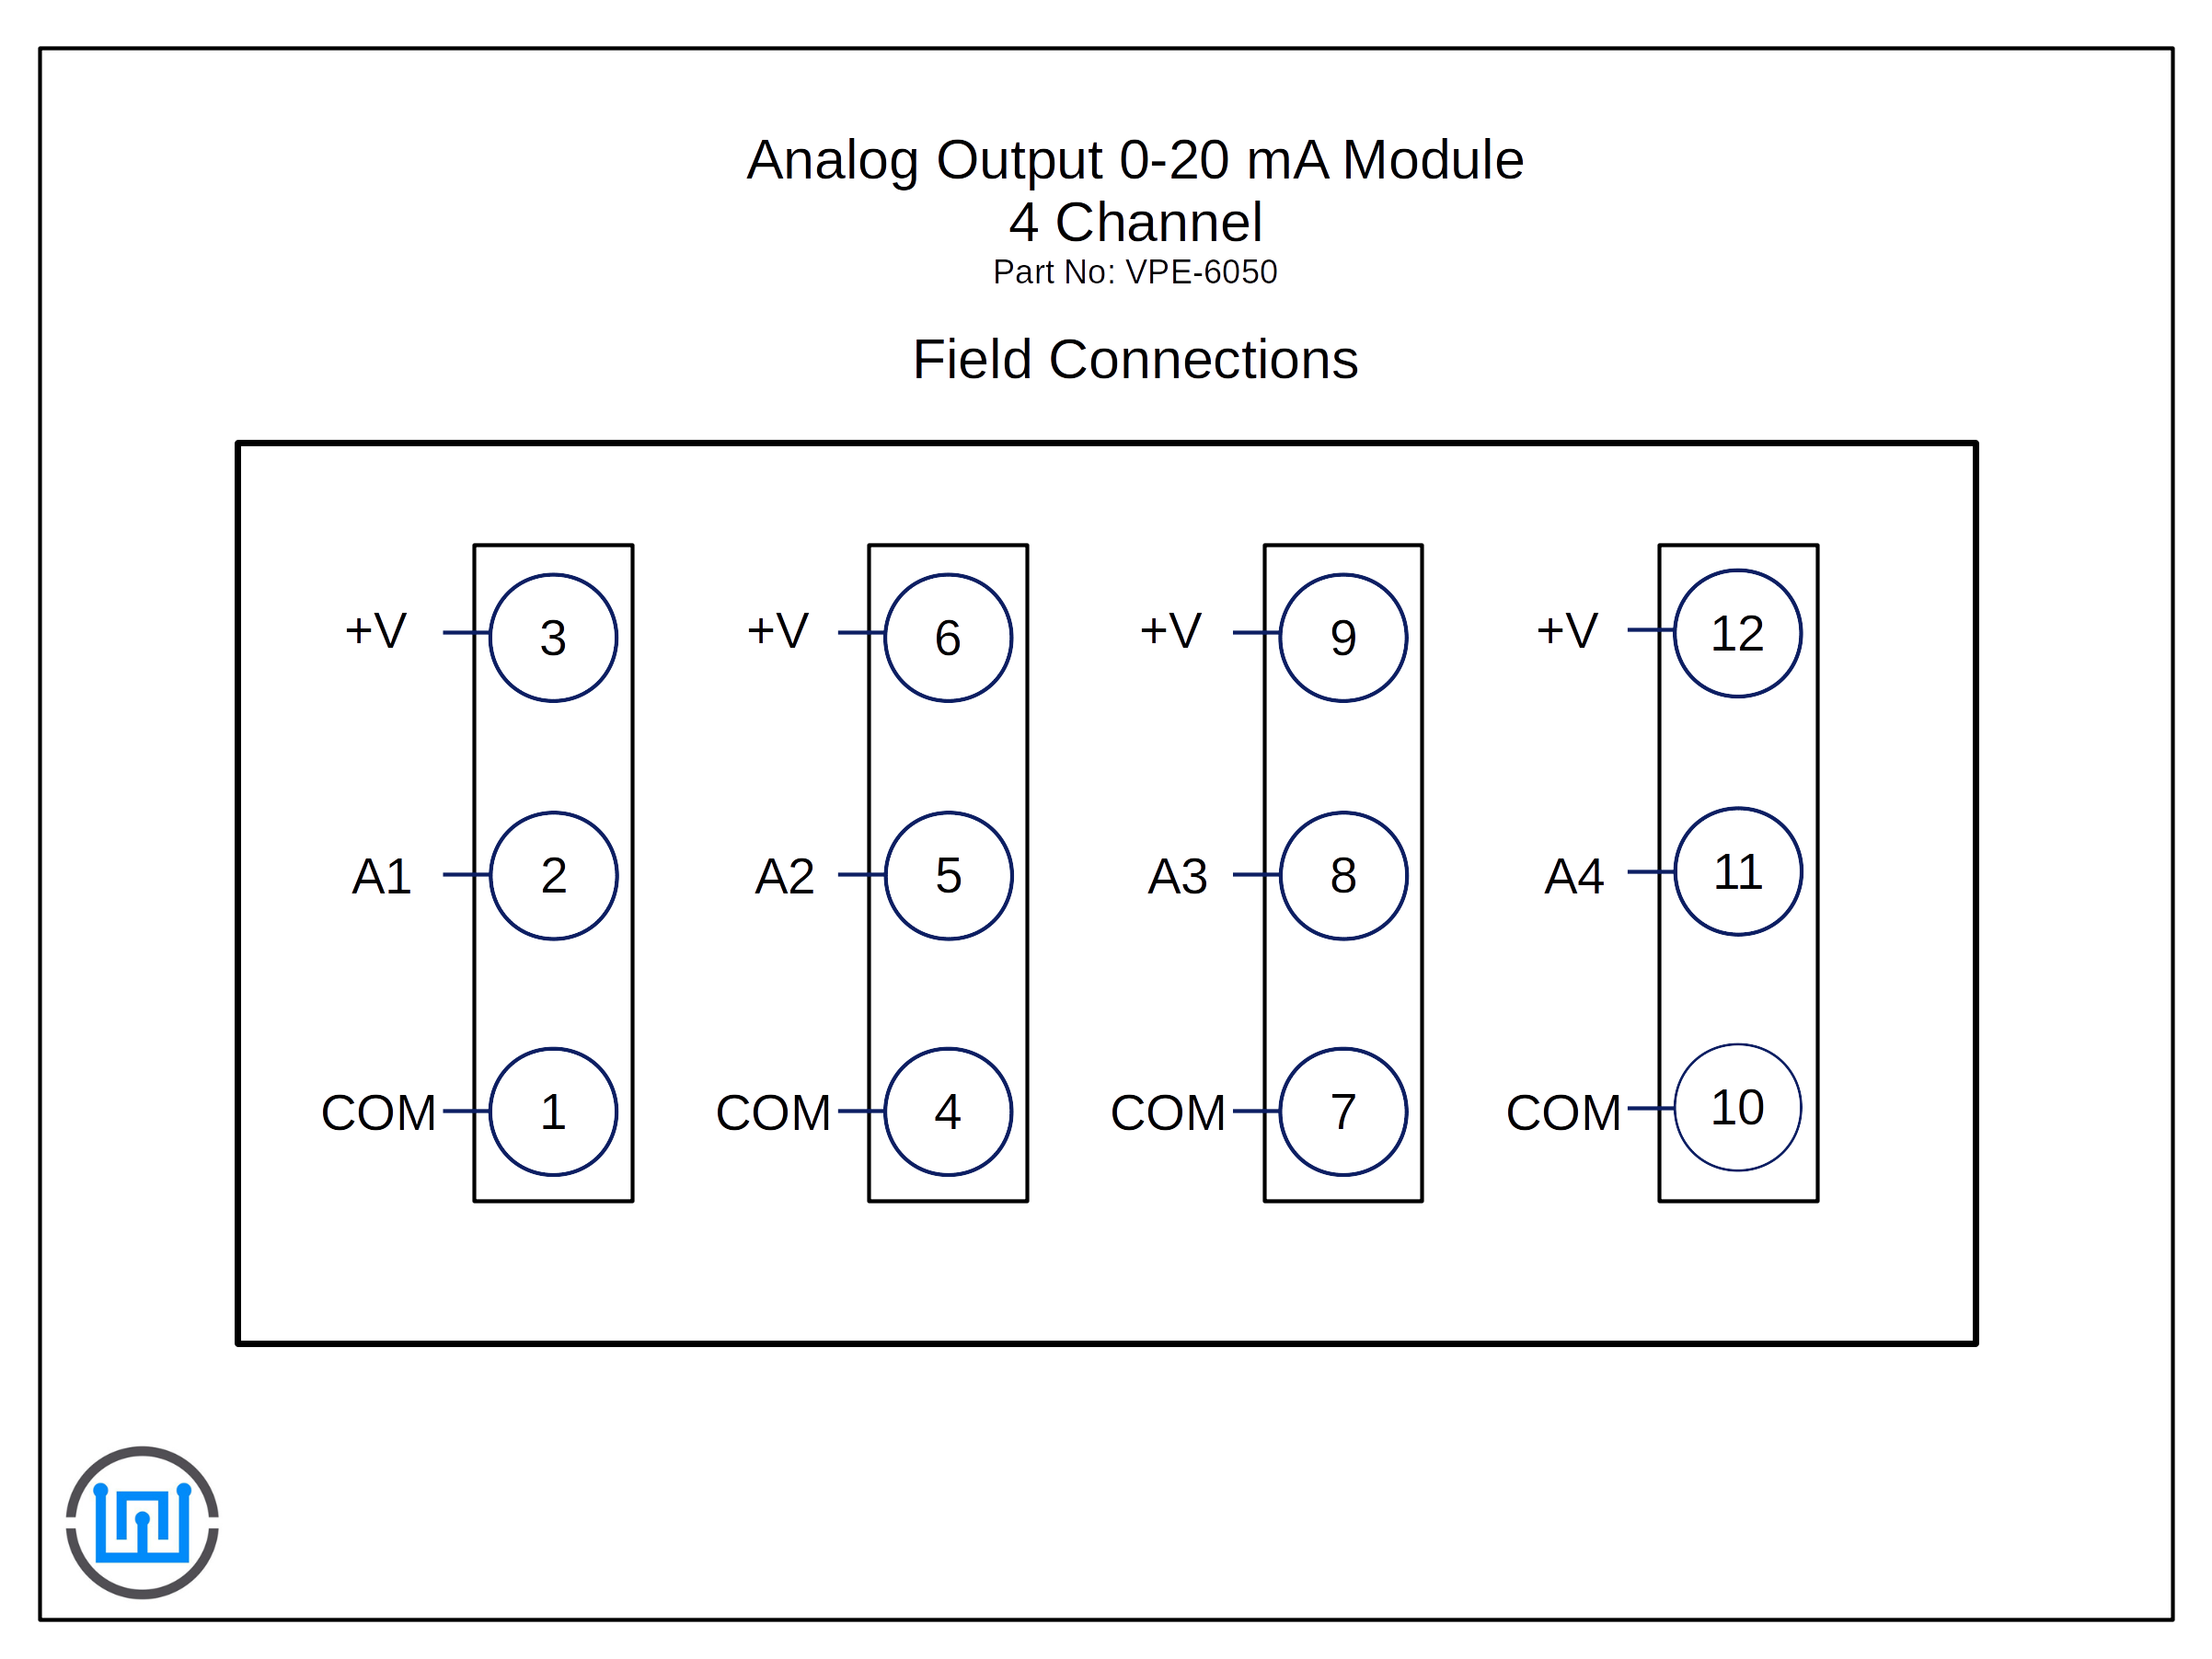 Analog Output 0-20 mA Module
4 Channel
Part No: VPE-6050
Field Connections
+V 3 +V 6 +V 9 +V 12
A1 2 A2 5 A3 8 A4 11
COM 1 COM 4 COM 7 COM 10